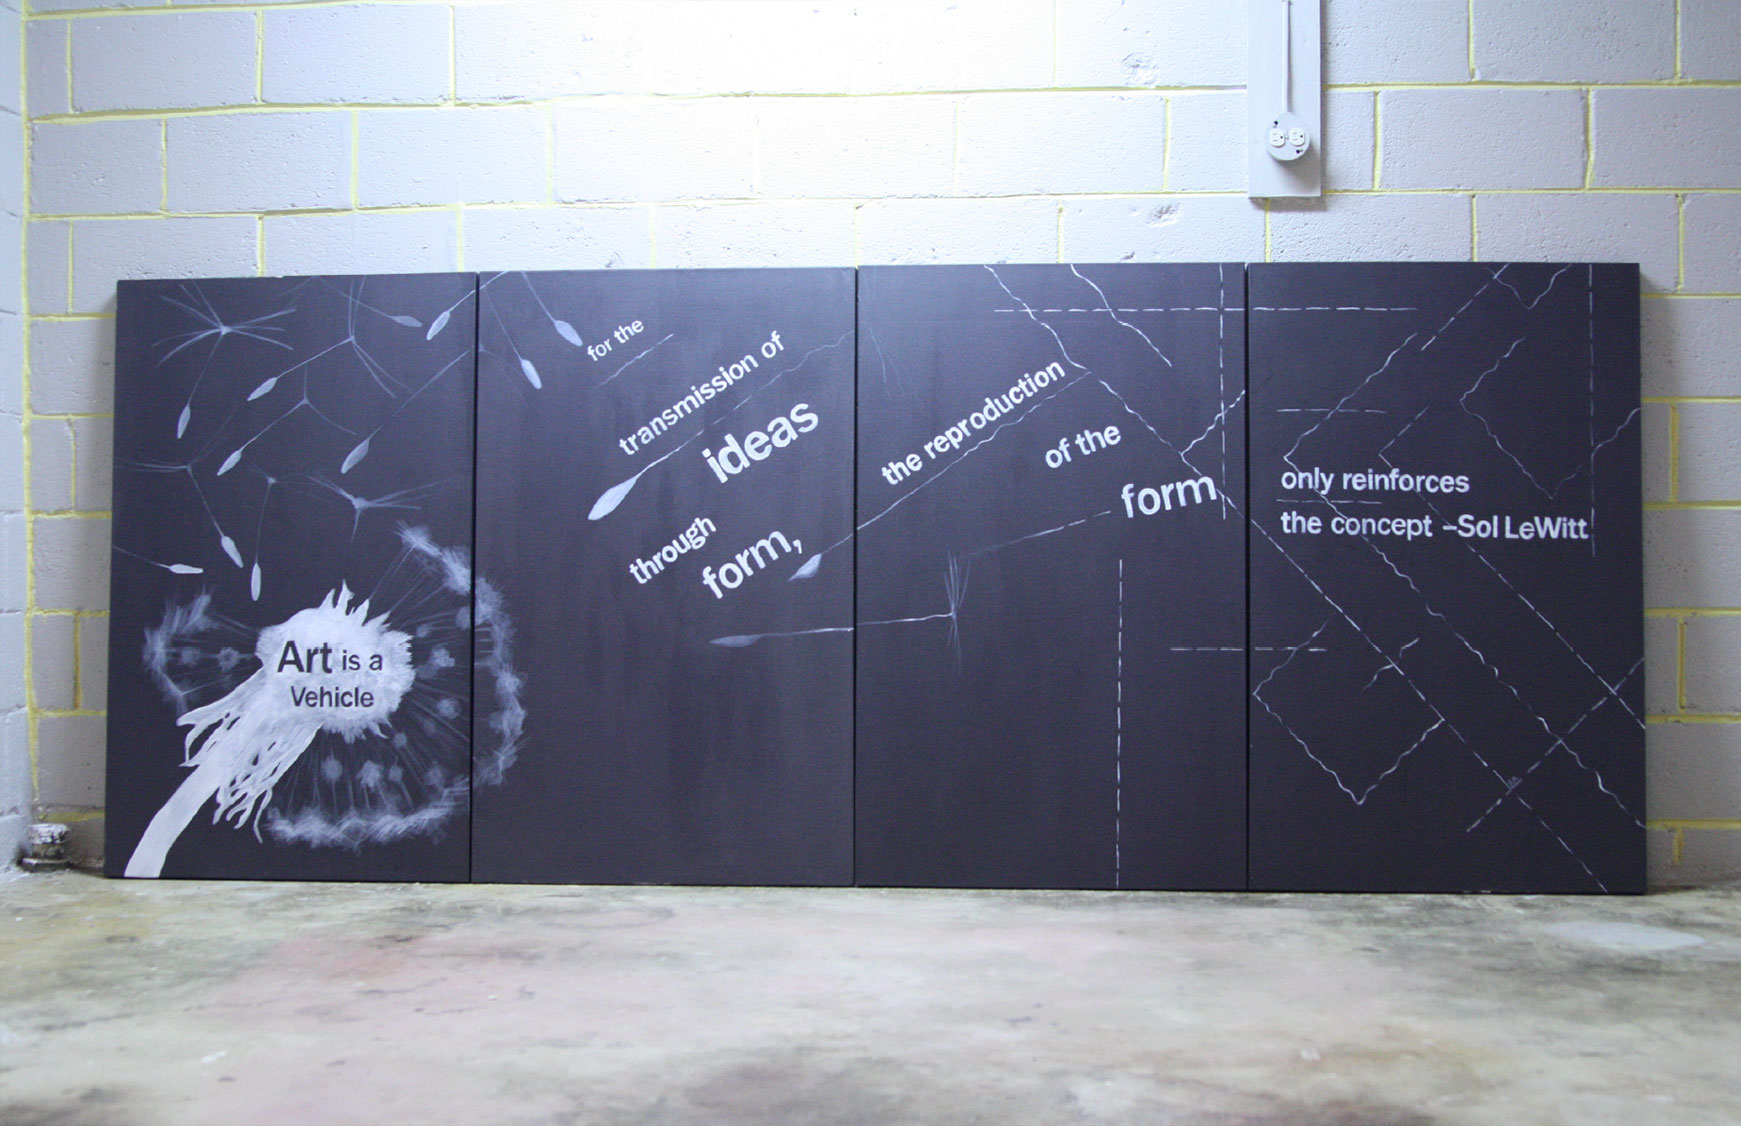 Art is a
Vehicle
for the
transmission of
ideas
through
form,
the reproduction
of the
form
only reinforces
the concept -Sol LeWitt